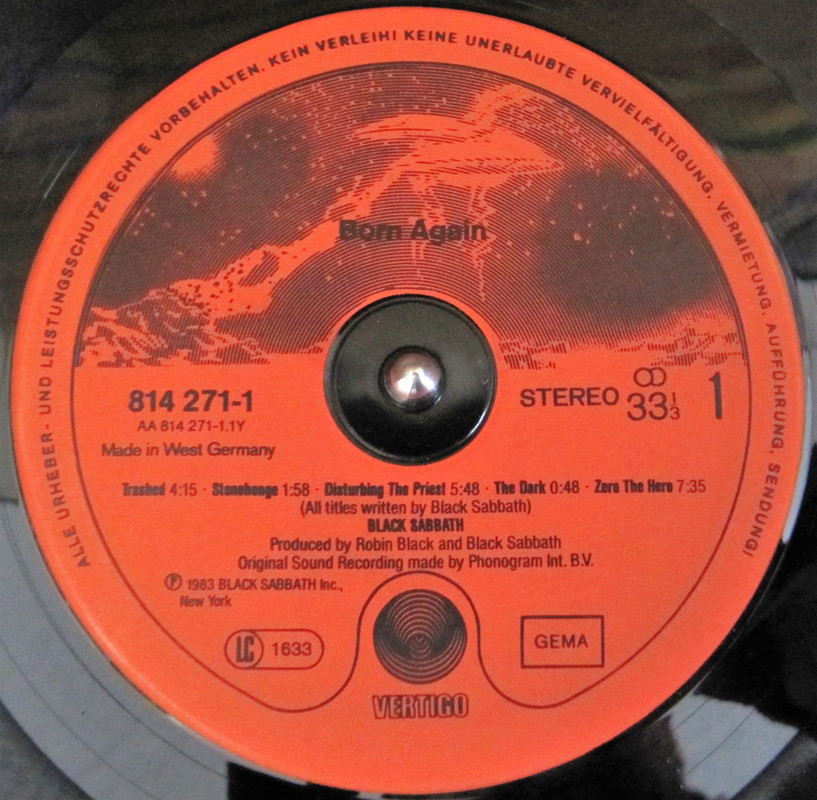 ALLE URHEBER- UND LEISTUNGSSCHUTZRECHTE VORBEHALTEN. KEIN VERLEIH! KEINE UNERLAUBTE VERVIELFÄLTIGUNG, VERMIETUNG, AUFFÜHRUNG, SENDUNG!
Born Again
814 271-1
AA 814 271-1.1Y
Made in West Germany
STEREO 33 1/3
1
Trashed 4:15 · Stonehenge 1:58 · Disturbing The Priest 5:48 · The Dark 0:48 · Zero The Hero 7:35
(All titles written by Black Sabbath)
BLACK SABBATH
Produced by Robin Black and Black Sabbath
Original Sound Recording made by Phonogram Int. B.V.
℗ 1983 BLACK SABBATH Inc.,
New York
LC 1633
GEMA
VERTIGO